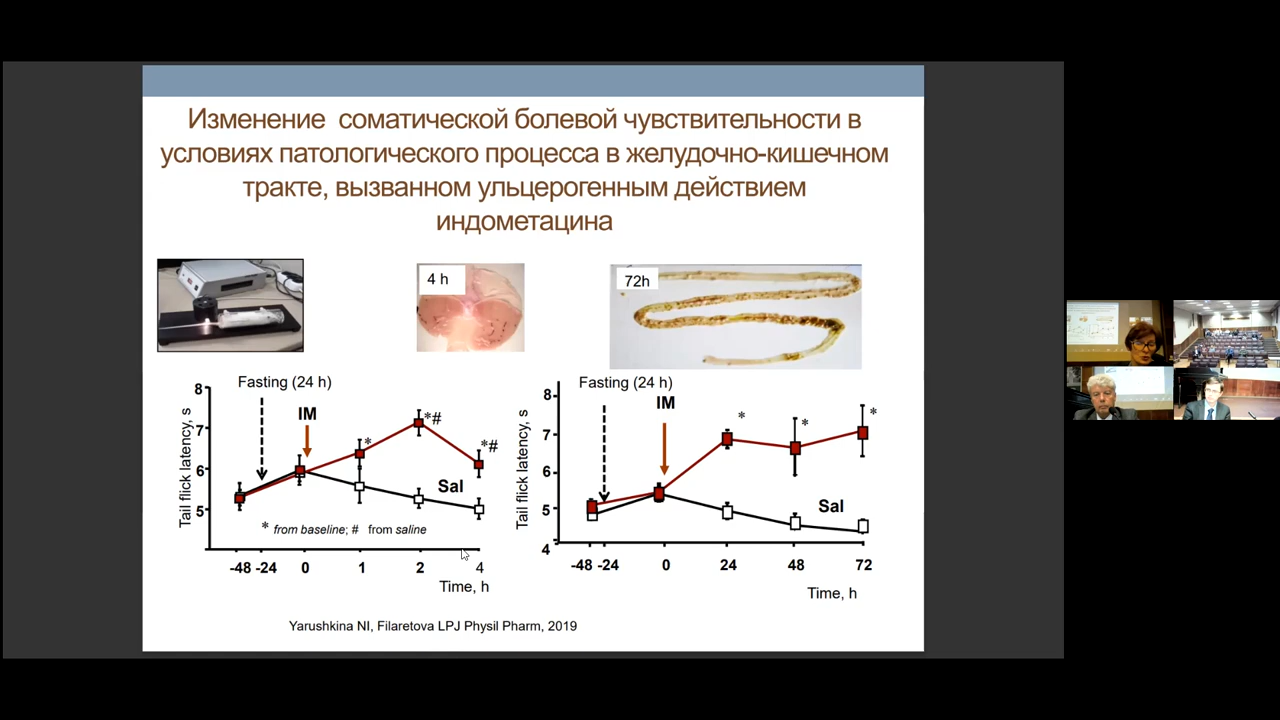 Изменение соматической болевой чувствительности в
условиях патологического процесса в желудочно-кишечном
тракте, вызванном ульцерогенным действием
индометацина
4 h
72h
Fasting (24 h)
IM
8
7
6
5
Tail flick latency, s
*
*#
*#
Sal
* from baseline; # from saline
-48 -24 0 1 2 4
Time, h
Fasting (24 h)
IM
8
7
6
5
4
Tail flick latency, s
*
*
*
Sal
-48 -24 0 24 48 72
Time, h
Yarushkina NI, Filaretova LPJ Physil Pharm, 2019